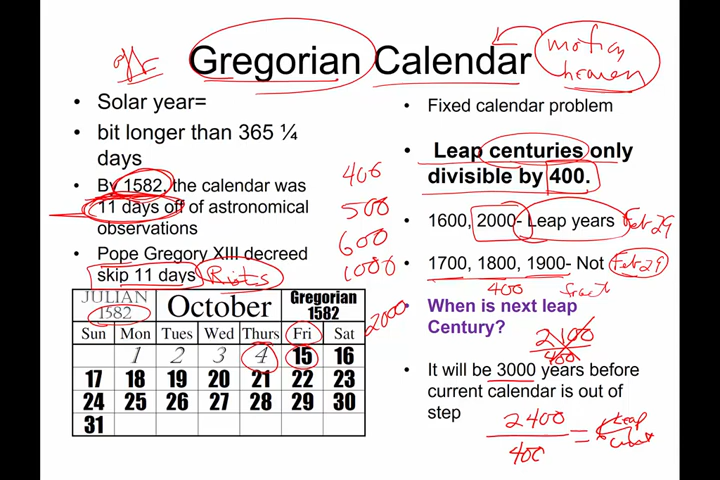 off
Gregorian Calendar
motion
heavens
• Solar year=
• bit longer than 365 ¼
days
• By 1582, the calendar was
11 days off of astronomical
observations
• Pope Gregory XIII decreed
skip 11 days
Riots
400
500
600
1000
2000
JULIAN
1582
October
Gregorian
1582
Sun Mon Tues Wed Thurs Fri Sat
1 2 3 4 15 16
17 18 19 20 21 22 23
24 25 26 27 28 29 30
31
• Fixed calendar problem
• Leap centuries only
divisible by 400.
• 1600, 2000- Leap years
Feb 29
• 1700, 1800, 1900- Not
Feb 29
400
• When is next leap
Century?
2100
400
• It will be 3000 years before
current calendar is out of
step
2400
400
=
Leap